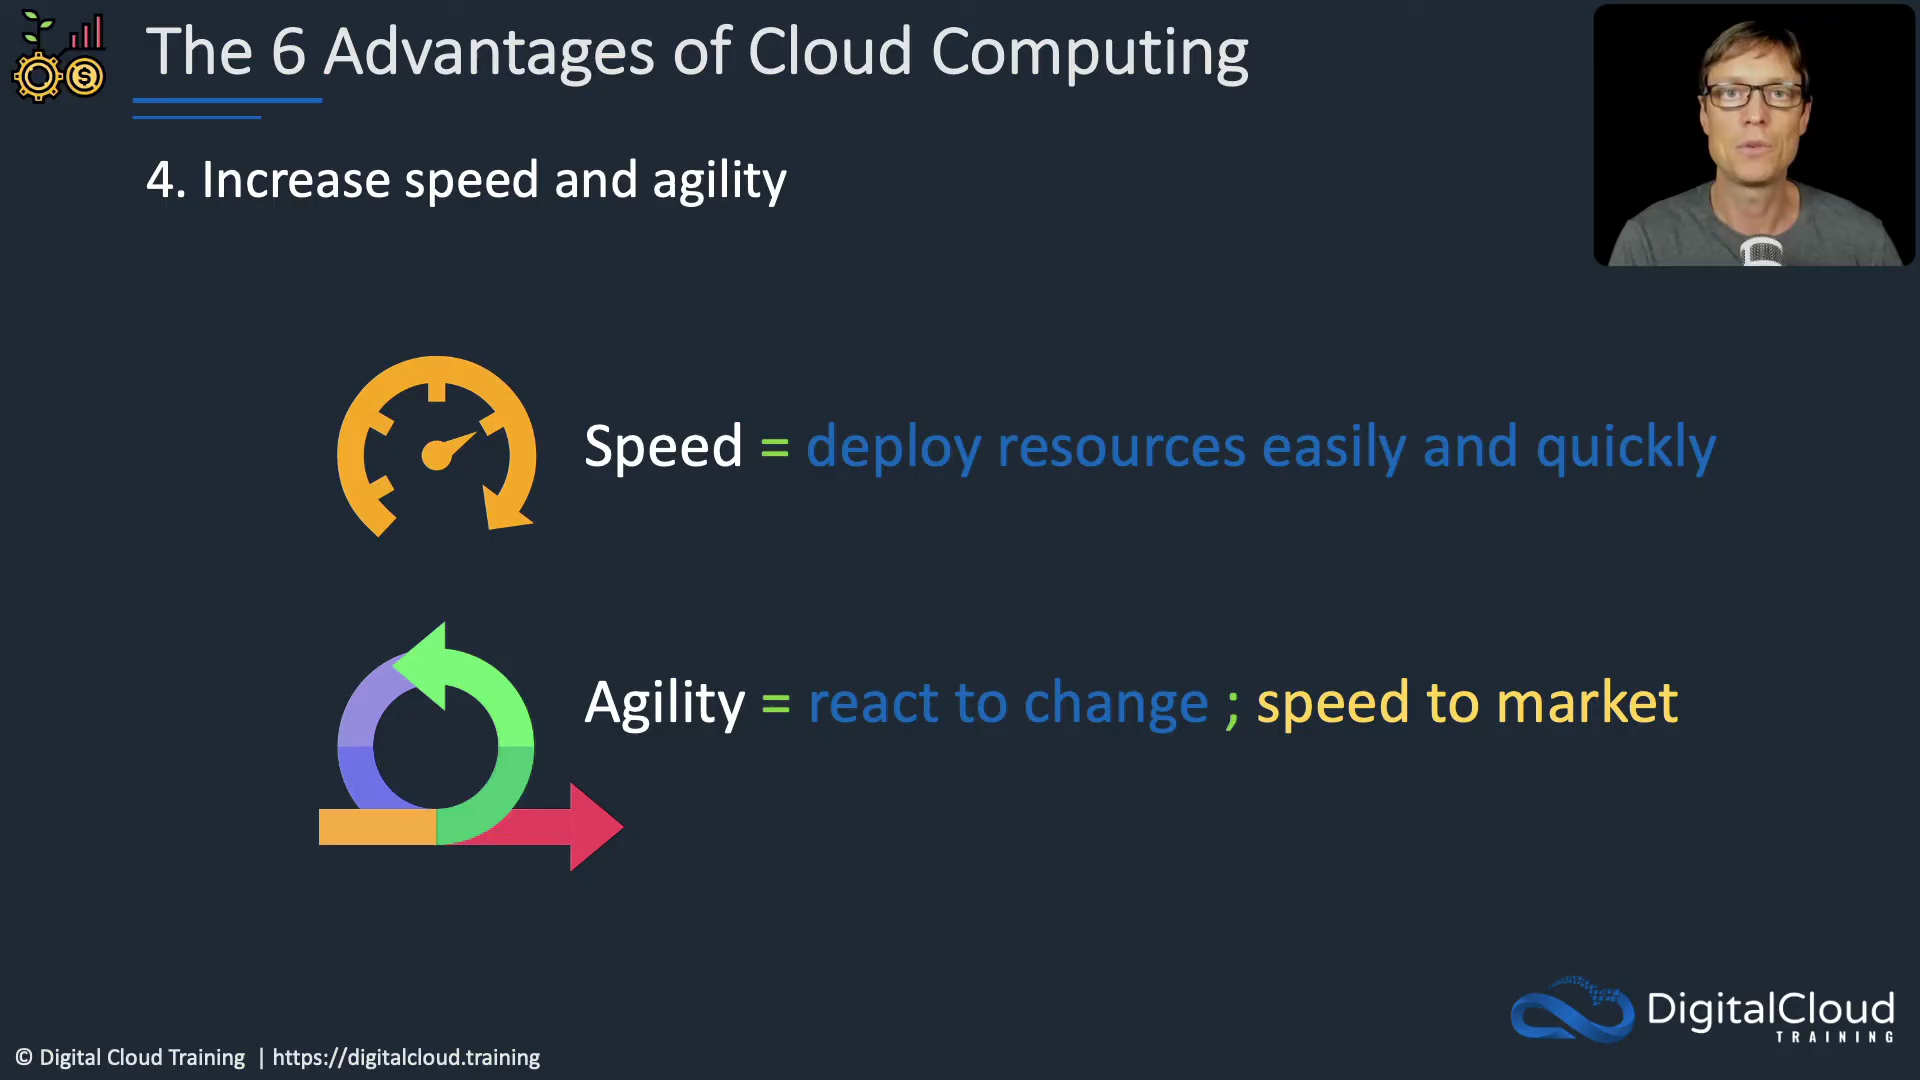 The 6 Advantages of Cloud Computing
4. Increase speed and agility
Speed = deploy resources easily and quickly
Agility = react to change ; speed to market
DigitalCloud
TRAINING
© Digital Cloud Training | https://digitalcloud.training